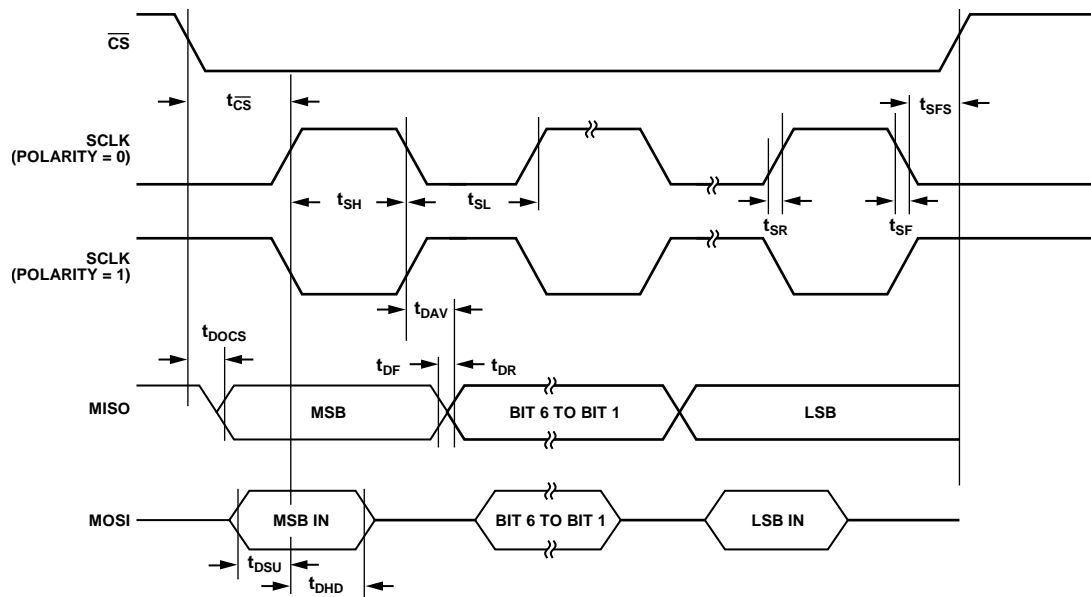 CS
tCS
tSFS
SCLK
(POLARITY = 0)
tSH
tSL
tSR
tSF
SCLK
(POLARITY = 1)
tDAV
tDOCS
tDF
tDR
MISO
MSB
BIT 6 TO BIT 1
LSB
MOSI
MSB IN
BIT 6 TO BIT 1
LSB IN
tDSU
tDHD